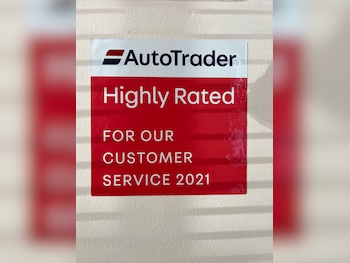 AutoTrader
Highly Rated
FOR OUR
CUSTOMER
SERVICE 2021